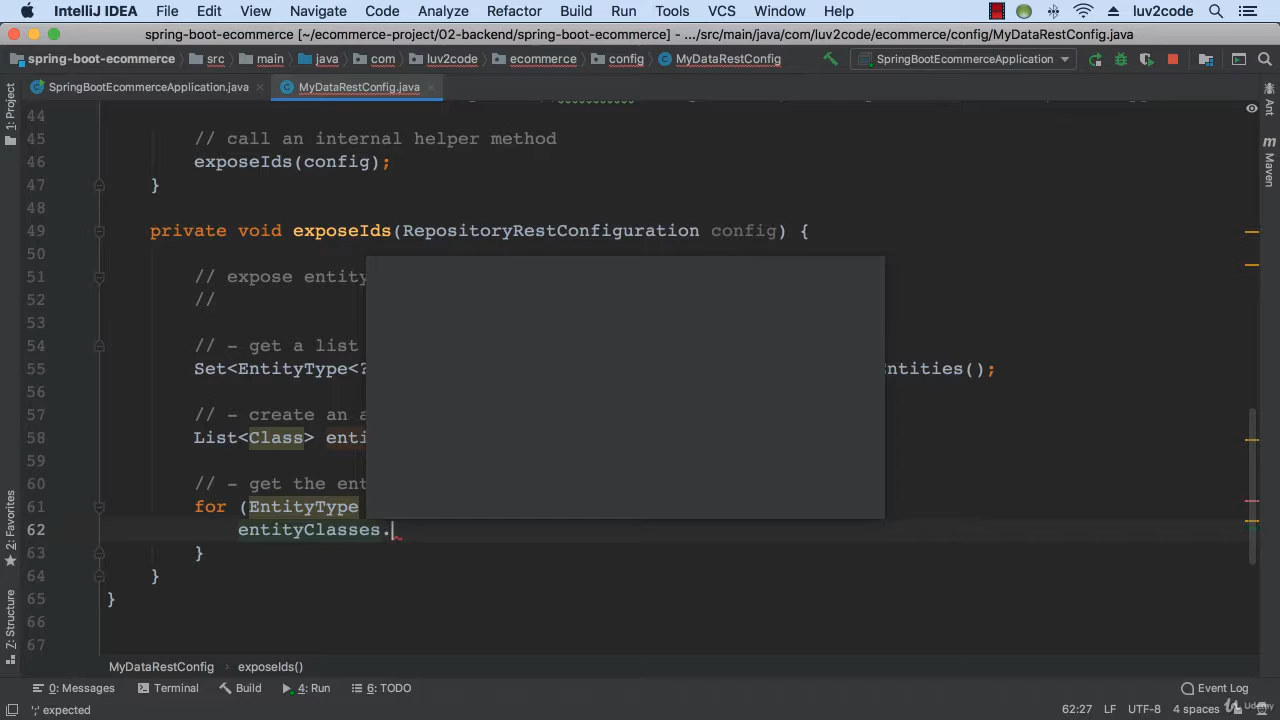 IntelliJ IDEA File Edit View Navigate Code Analyze Refactor Build Run Tools VCS Window Help luv2code
spring-boot-ecommerce [~/ecommerce-project/02-backend/spring-boot-ecommerce] - .../src/main/java/com/luv2code/ecommerce/config/MyDataRestConfig.java
spring-boot-ecommerce src main java com luv2code ecommerce config MyDataRestConfig SpringBootEcommerceApplication
SpringBootEcommerceApplication.java MyDataRestConfig.java
1: Project
2: Favorites
7: Structure
Ant
Maven
44
45 // call an internal helper method
46 exposeIds(config);
47 }
48
49 private void exposeIds(RepositoryRestConfiguration config) {
50
51 // expose entity
52 //
53
54 // - get a list
55 Set<EntityType<? Entities();
56
57 // - create an a
58 List<Class> enti
59
60 // - get the ent
61 for (EntityType
62 entityClasses.
63 }
64 }
65 }
66
67
MyDataRestConfig exposeIds()
0: Messages Terminal Build 4: Run 6: TODO Event Log
';' expected 62:27 LF UTF-8 4 spaces
Udemy